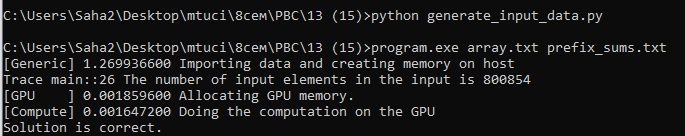 C:\Users\Saha2\Desktop\mtuci\8сем\РВС\13 (15)>python generate_input_data.py
C:\Users\Saha2\Desktop\mtuci\8сем\РВС\13 (15)>program.exe array.txt prefix_sums.txt
[Generic] 1.269936600 Importing data and creating memory on host
Trace main::26 The number of input elements in the input is 800854
[GPU    ] 0.001859600 Allocating GPU memory.
[Compute] 0.001647200 Doing the computation on the GPU
Solution is correct.